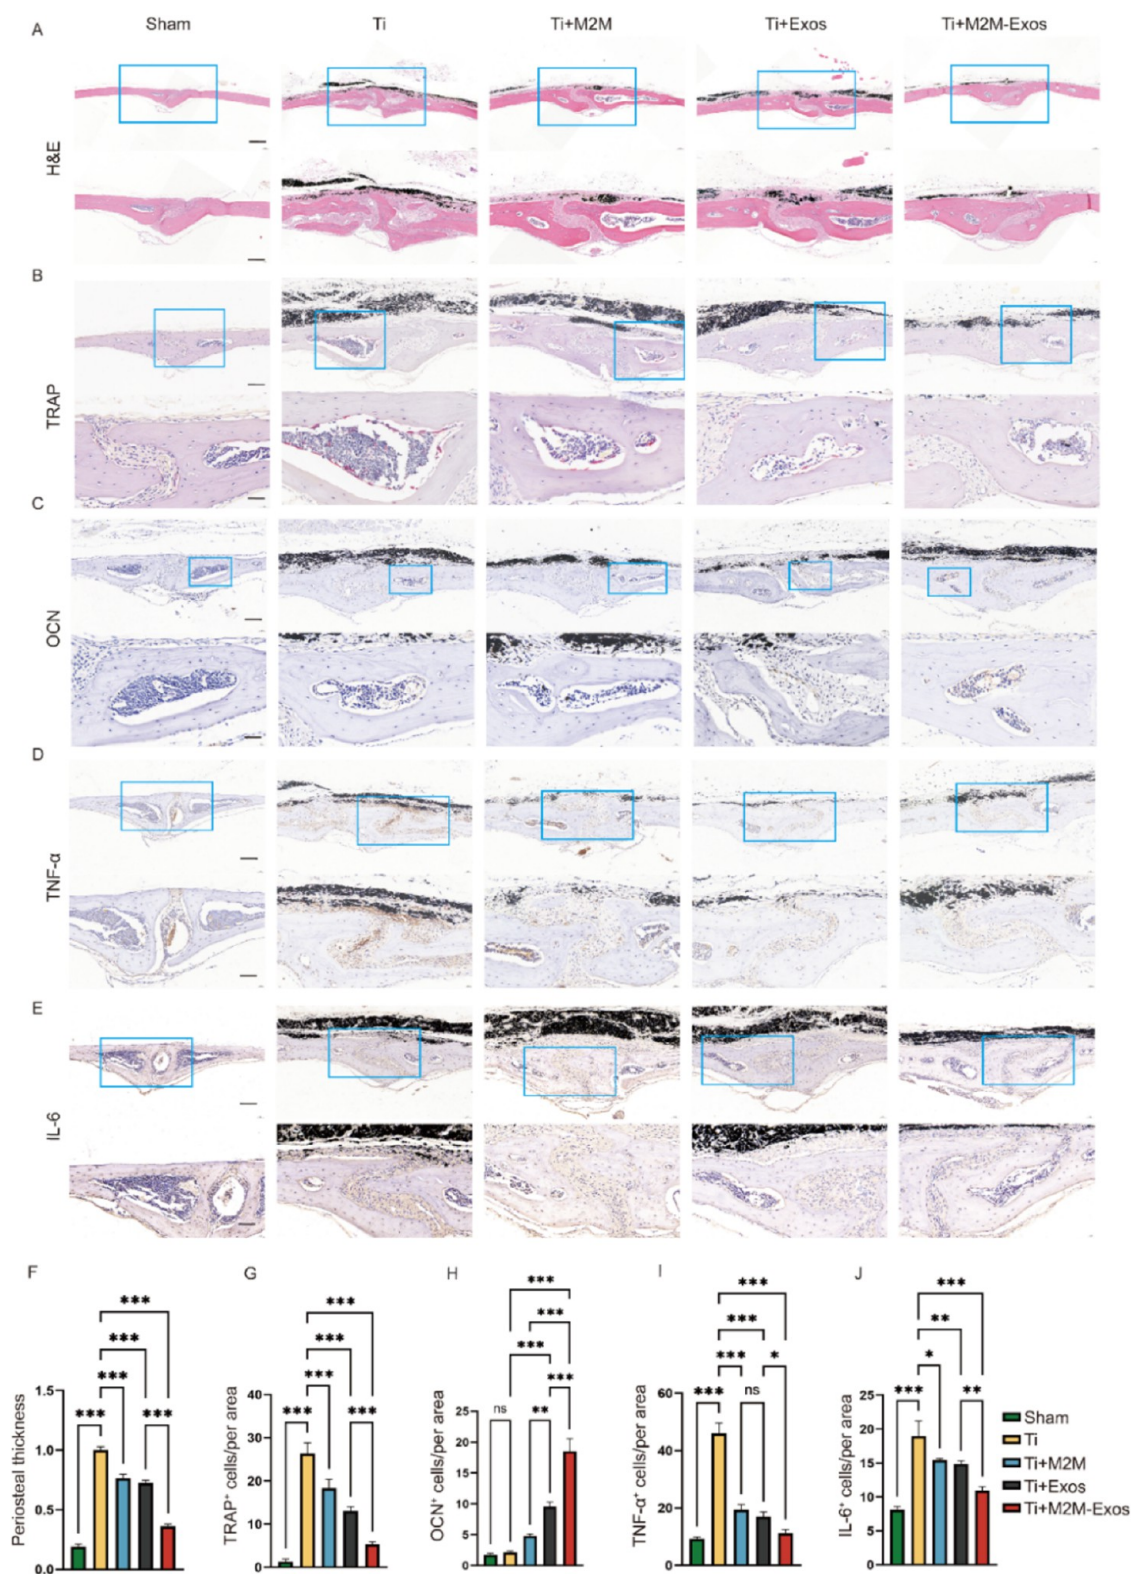 A
Sham
Ti
Ti+M2M
Ti+Exos
Ti+M2M-Exos
H&E
B
TRAP
C
OCN
D
TNF-α
E
IL-6
F
***
***
***
***
***
Periosteal thickness
1.5
1.0
0.5
0.0
G
***
***
***
***
***
TRAP⁺ cells/per area
40
30
20
10
0
H
***
***
***
***
ns
**
OCN⁺ cells/per area
25
20
15
10
5
0
I
***
***
***
ns
*
***
TNF-α⁺ cells/per area
60
40
20
0
J
***
**
*
***
**
IL-6⁺ cells/per area
25
20
15
10
5
0
Sham
Ti
Ti+M2M
Ti+Exos
Ti+M2M-Exos